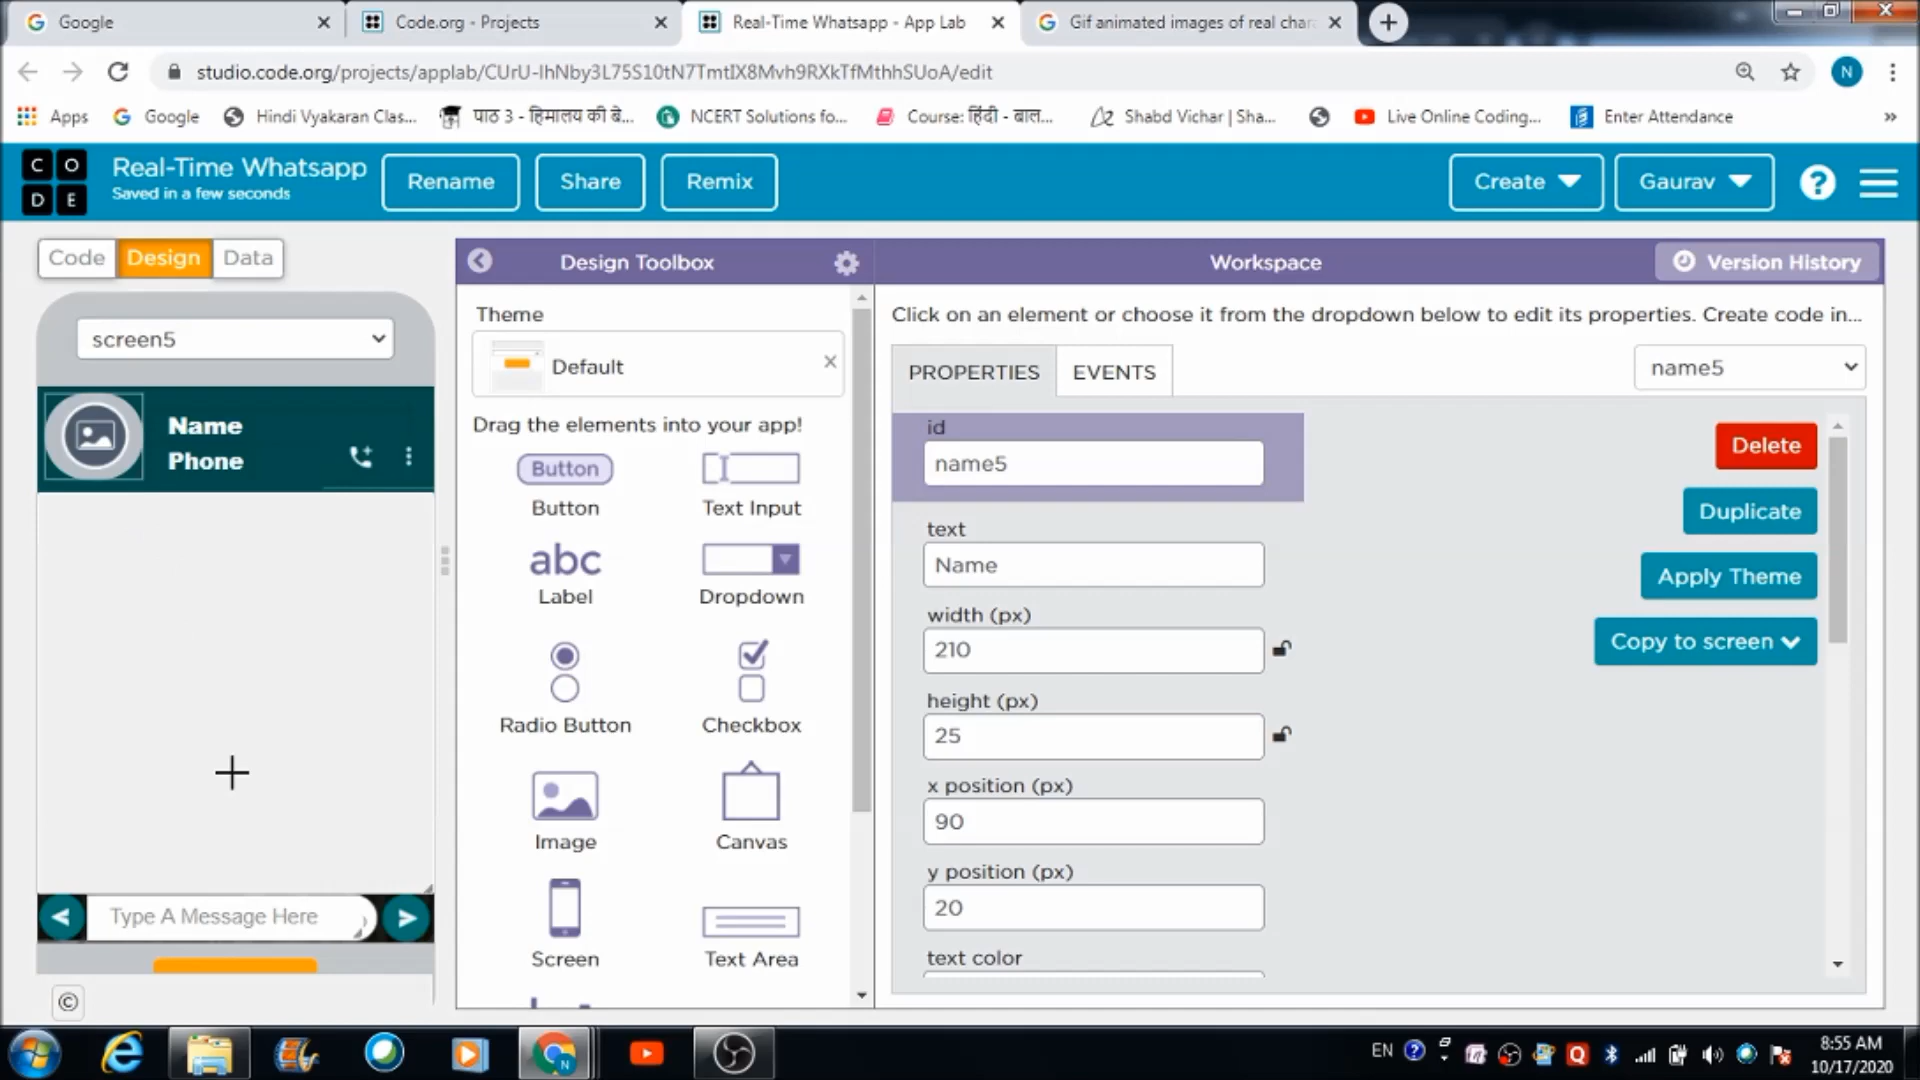 Google
Code.org - Projects
Real-Time Whatsapp - App Lab
Gif animated images of real char
studio.code.org/projects/applab/CUrU-lhNby3L75S10tN7TmtIX8Mvh9RXkTfMthhSUoA/edit
N
Apps
Google
Hindi Vyakaran Clas...
पाठ 3 - हिमालय की बे...
NCERT Solutions fo...
Course: हिंदी - बाल...
Shabd Vichar | Sha...
Live Online Coding...
Enter Attendance
»
C O
D E
Real-Time Whatsapp
Saved in a few seconds
Rename
Share
Remix
Create
Gaurav
?
Code
Design
Data
Design Toolbox
Workspace
Version History
screen5
Name
Phone
Type A Message Here
Theme
Default
Drag the elements into your app!
Button
Button
Text Input
abc
Label
Dropdown
Radio Button
Checkbox
Image
Canvas
Screen
Text Area
Click on an element or choose it from the dropdown below to edit its properties. Create code in...
PROPERTIES
EVENTS
name5
id
name5
text
Name
width (px)
210
height (px)
25
x position (px)
90
y position (px)
20
text color
Delete
Duplicate
Apply Theme
Copy to screen
©
EN
8:55 AM
10/17/2020